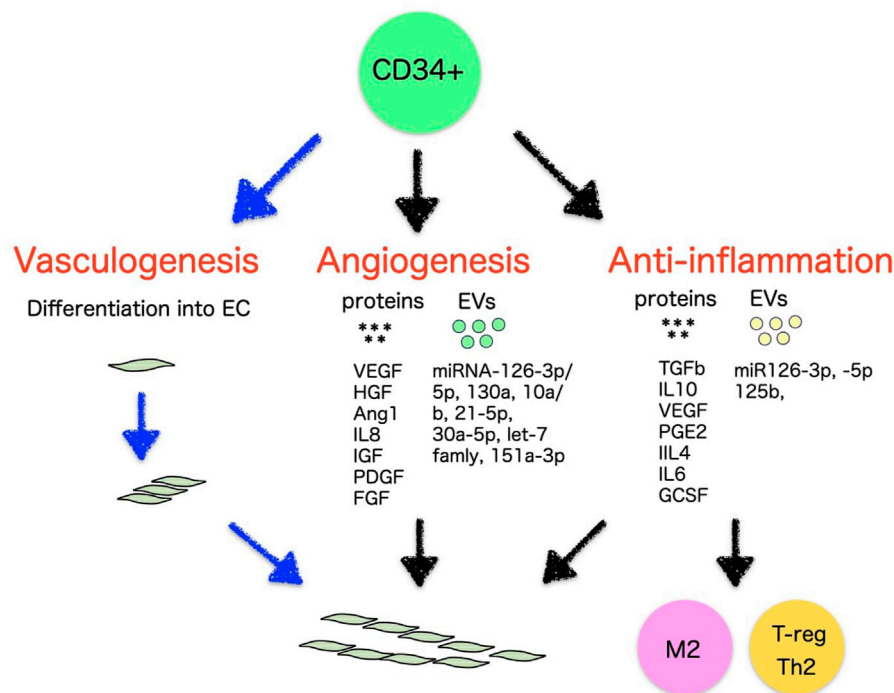 CD34+
Vasculogenesis
Differentiation into EC
Angiogenesis
proteins
EVs
***
**
VEGF
HGF
Ang1
IL8
IGF
PDGF
FGF
miRNA-126-3p/
5p, 130a, 10a/
b, 21-5p,
30a-5p, let-7
famly, 151a-3p
Anti-inflammation
proteins
EVs
***
**
TGFb
IL10
VEGF
PGE2
IIL4
IL6
GCSF
miR126-3p, -5p
125b,
M2
T-reg
Th2